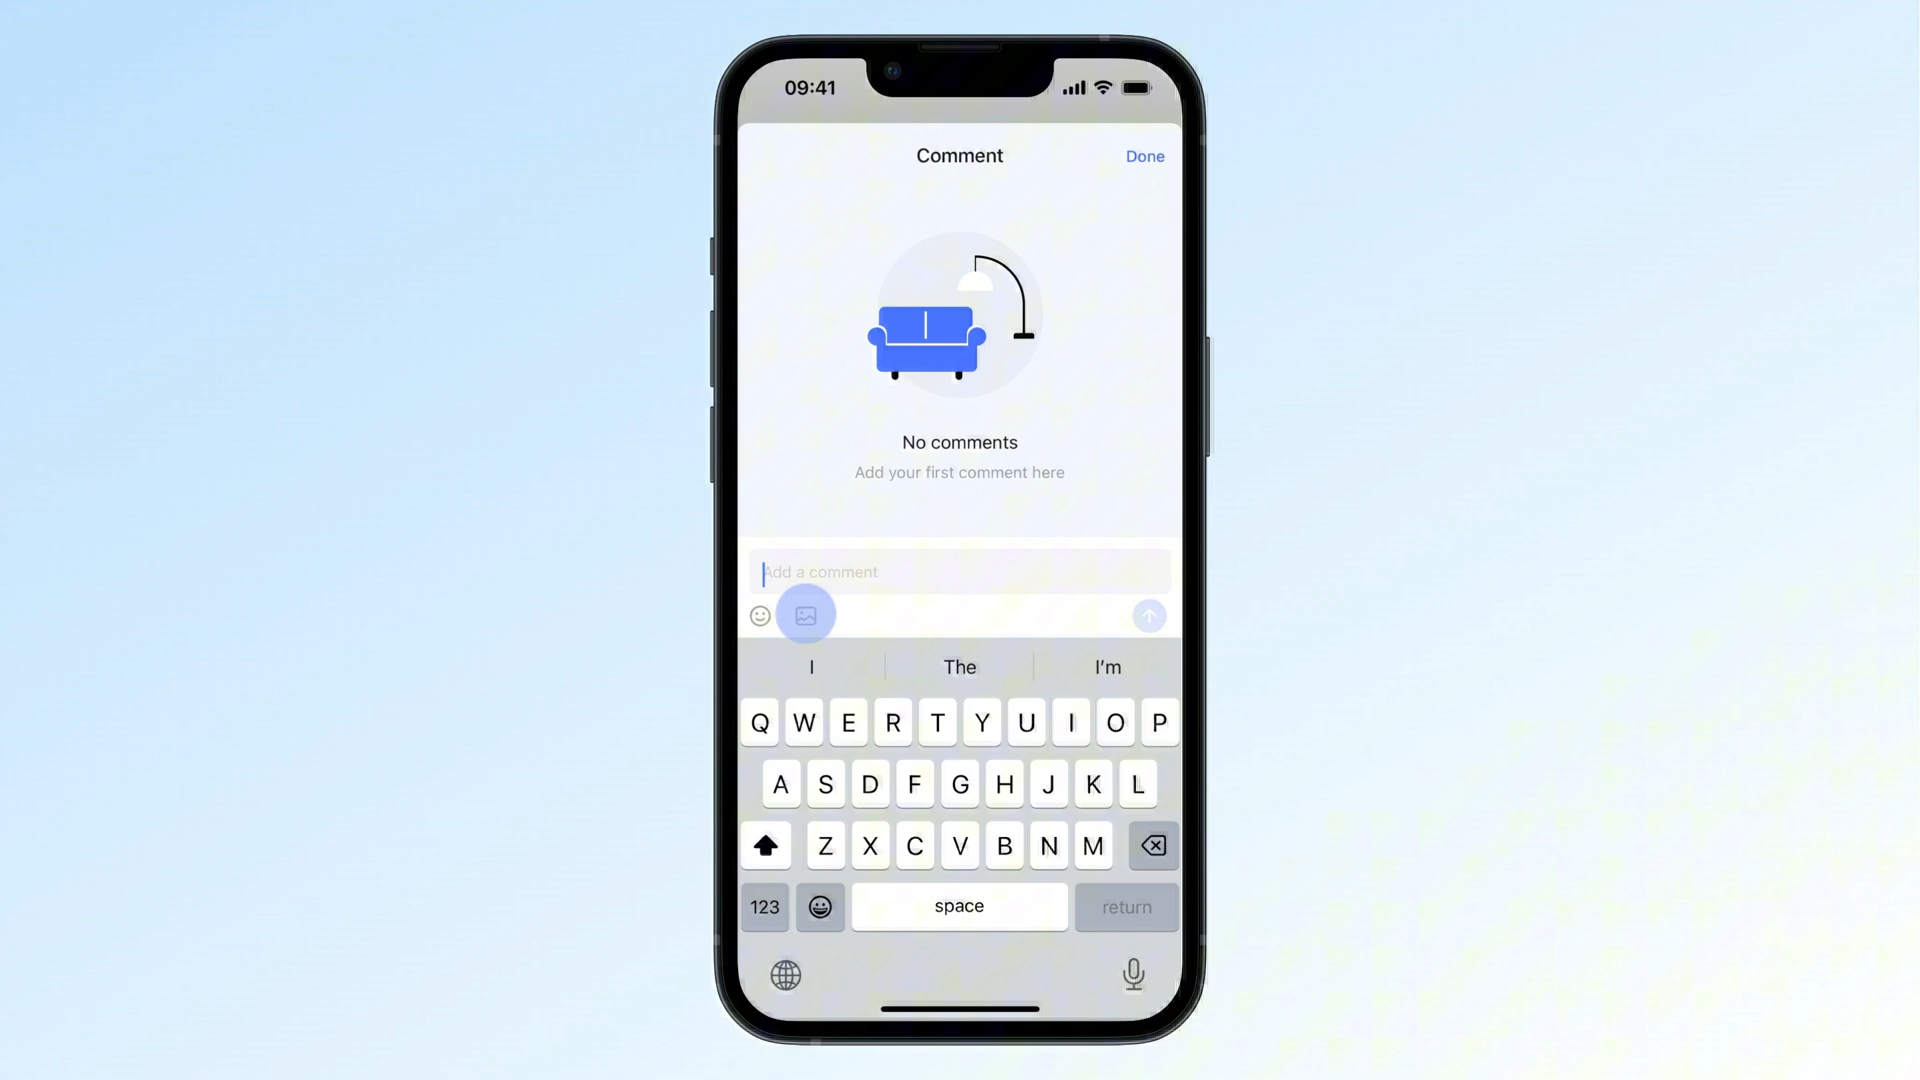 09:41
Comment
Done
No comments
Add your first comment here
Add a comment
I
The
I'm
Q W E R T Y U I O P
A S D F G H J K L
Z X C V B N M
123
space
return